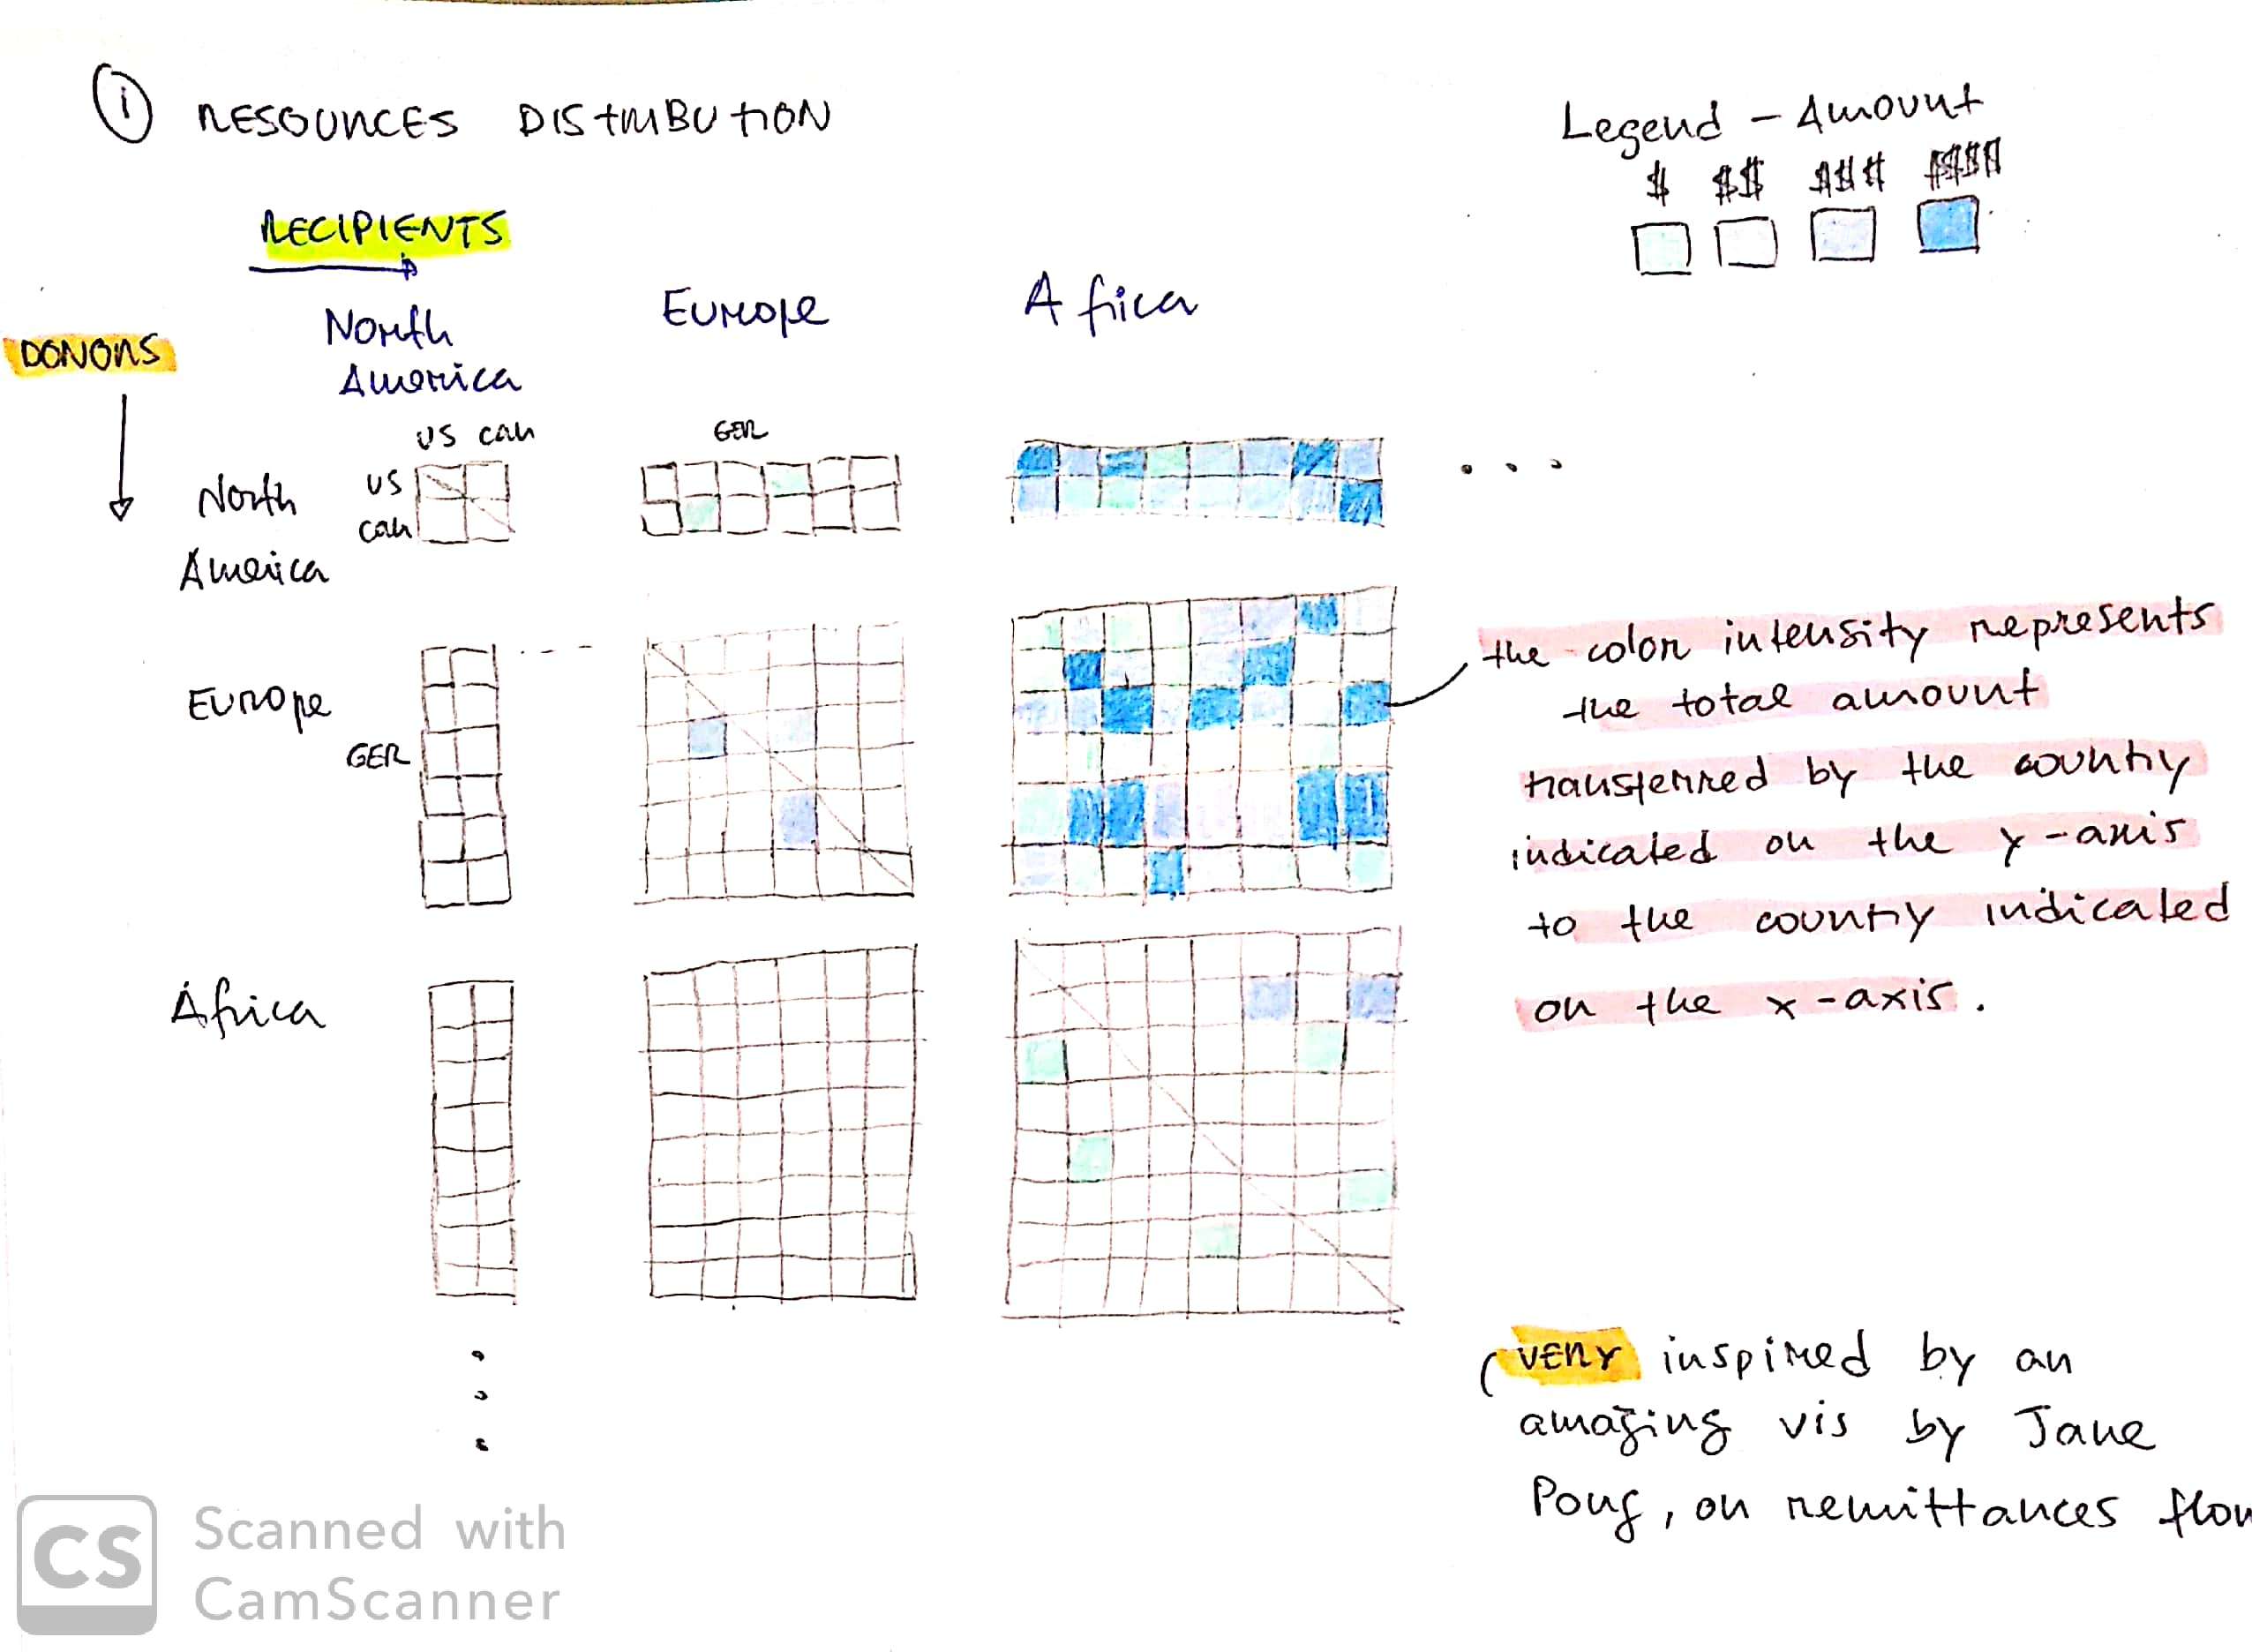 1 RESOURCES DISTRIBUTION
Legend - Amount
$ $$ $$$ $$$$
RECIPIENTS
DONORS
North
America
Europe
Africa
US can
GER
North
America
US
can
...
Europe
GER
the color intensity represents
the total amount
transferred by the country
indicated on the y-axis
to the country indicated
on the x-axis.
Africa
(VERY inspired by an
amazing vis by Jane
Pong, on remittances flow
CS
Scanned with
CamScanner